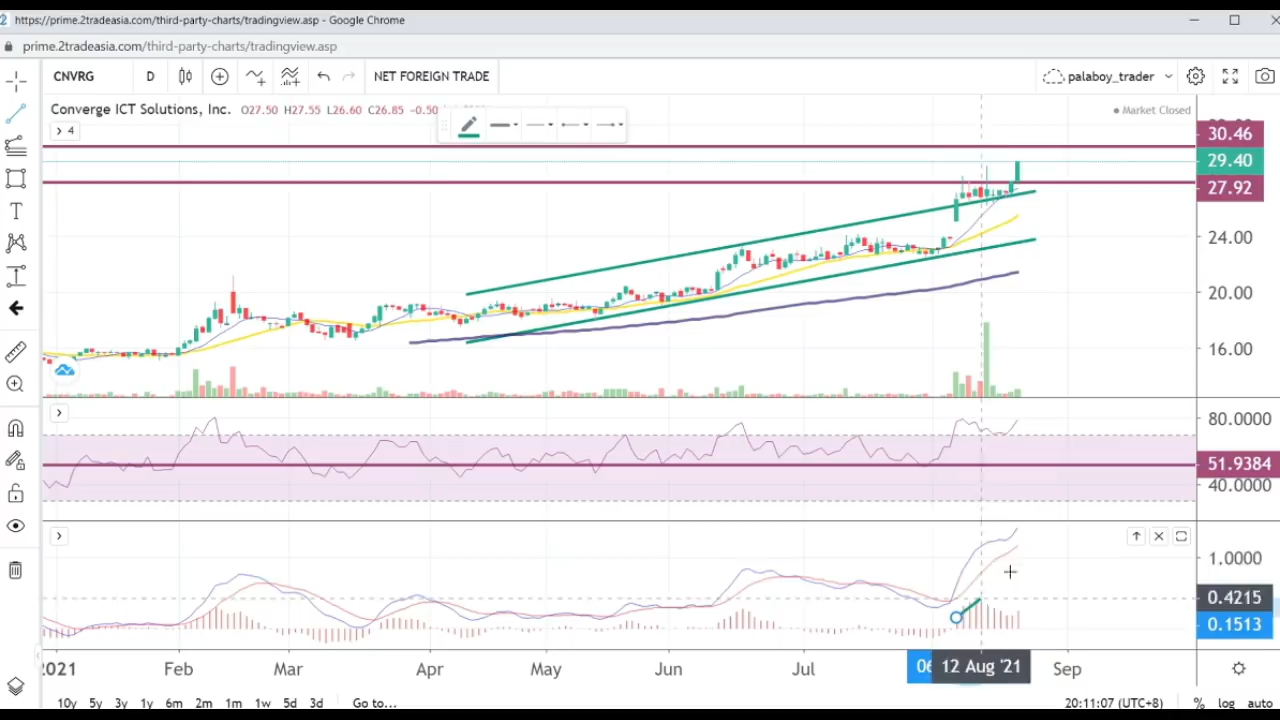 https://prime.2tradeasia.com/third-party-charts/tradingview.asp - Google Chrome
prime.2tradeasia.com/third-party-charts/tradingview.asp
CNVRG D NET FOREIGN TRADE palaboy_trader
Converge ICT Solutions, Inc. O27.50 H27.55 L26.60 C26.85 -0.50
Market Closed
4
30.46
29.40
27.92
24.00
20.00
16.00
80.0000
51.9384
40.0000
1.0000
0.4215
0.1513
2021 Feb Mar Apr May Jun Jul 06 12 Aug '21 Sep
10y 5y 3y 1y 6m 2m 1m 1w 5d 3d Go to... 20:11:07 (UTC+8) % log auto